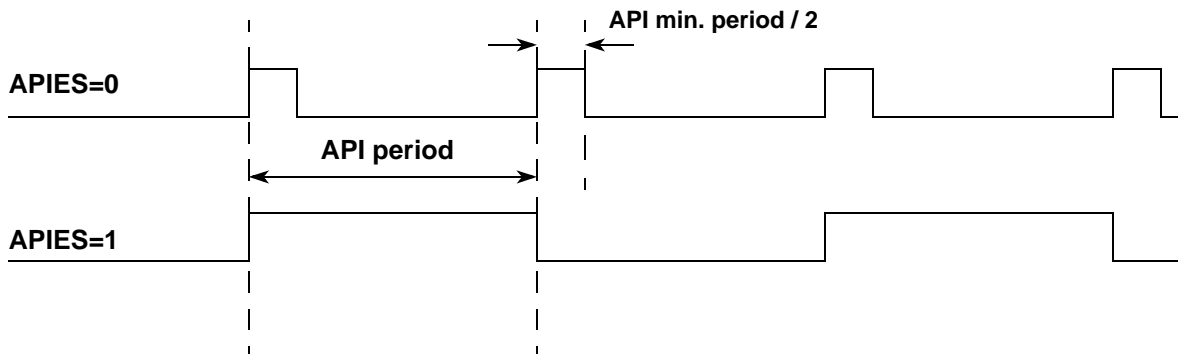 API min. period / 2
APIES=0
API period
APIES=1